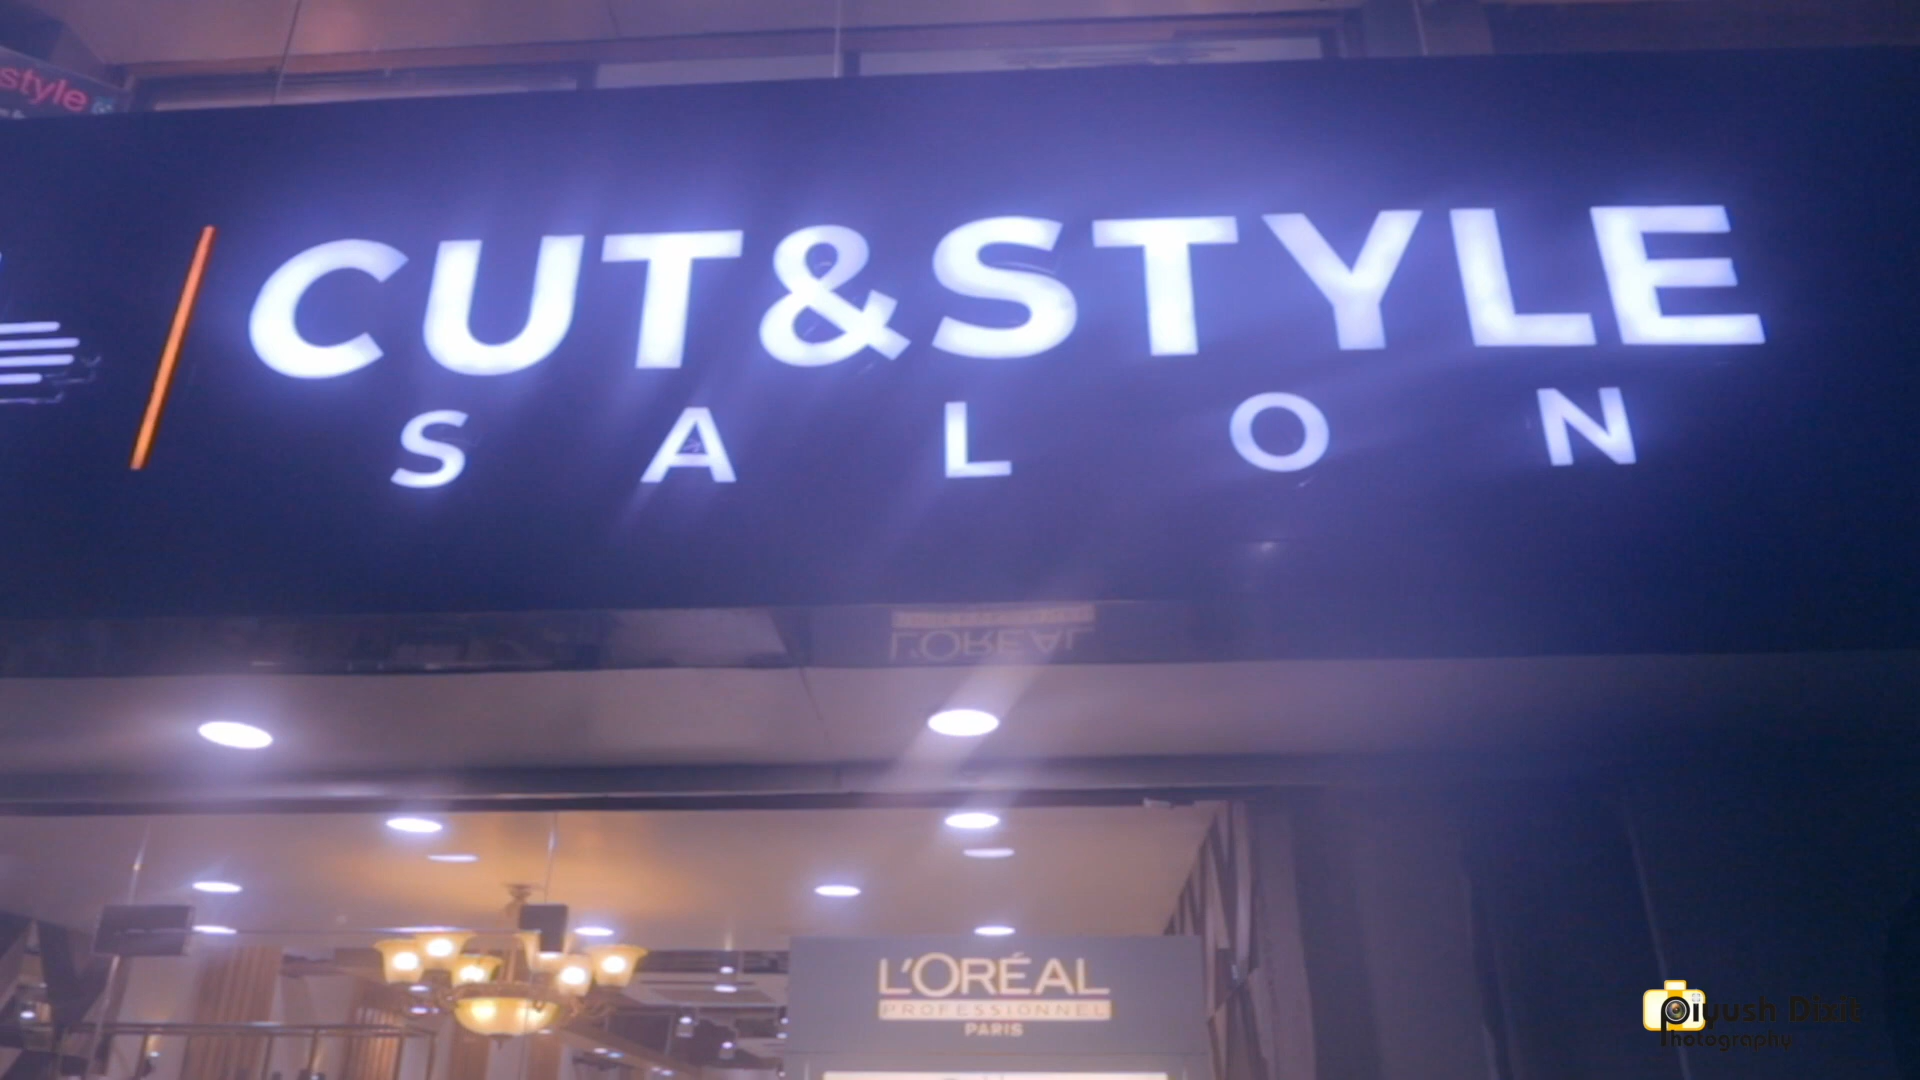 style
CUT&STYLE
SALON
L'ORÉAL
L'ORÉAL
PROFESSIONNEL
PARIS
Piyush Dixit
Photography